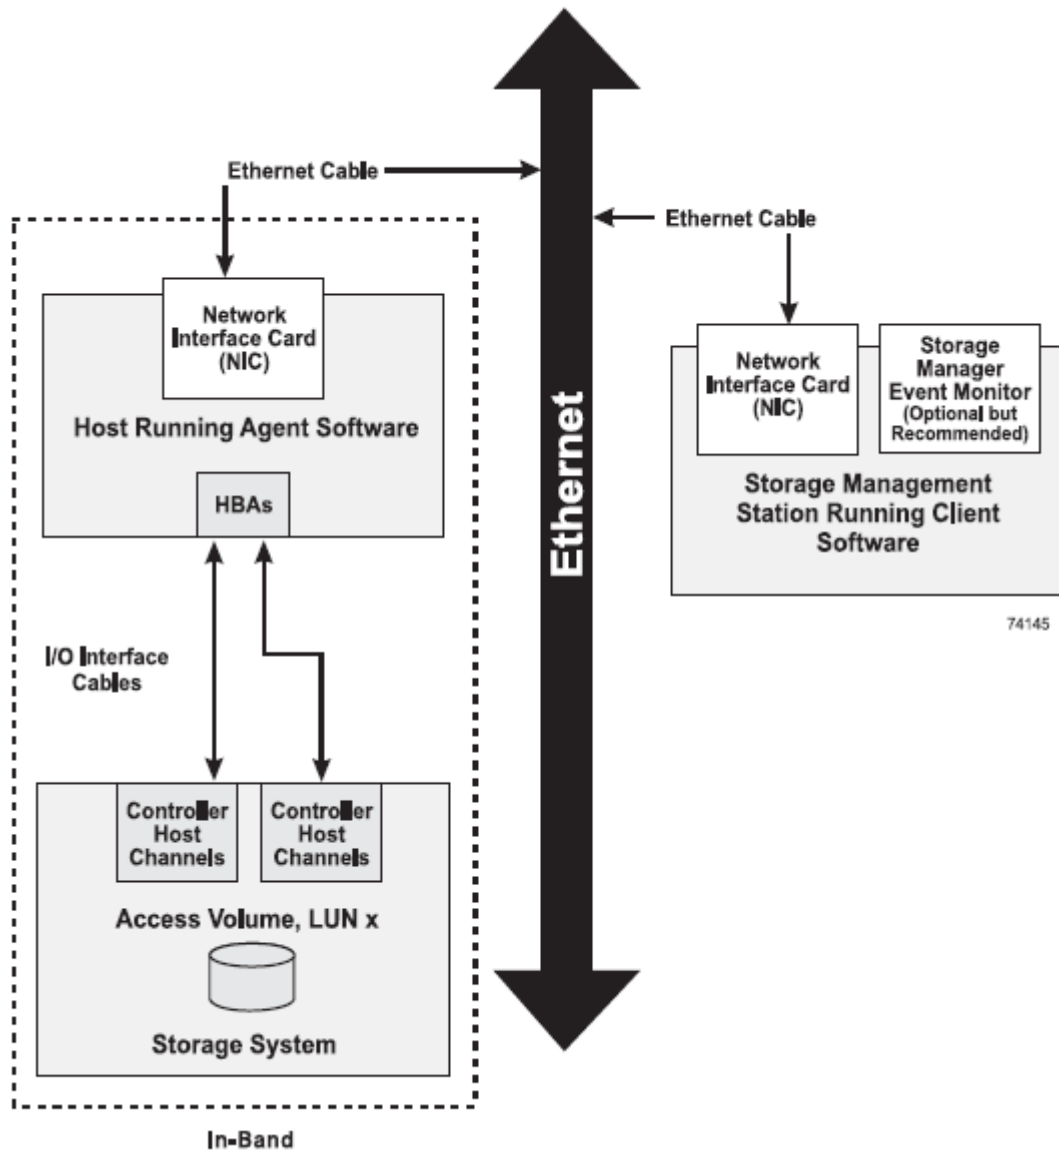 Ethernet Cable
Ethernet Cable
Network
Interface Card
(NIC)
Host Running Agent Software
HBAs
Ethernet
Network
Interface Card
(NIC)
Storage
Manager
Event Monitor
(Optional but
Recommended)
Storage Management
Station Running Client
Software
74145
I/O Interface
Cables
Controller
Host
Channels
Controller
Host
Channels
Access Volume, LUN x
Storage System
In-Band